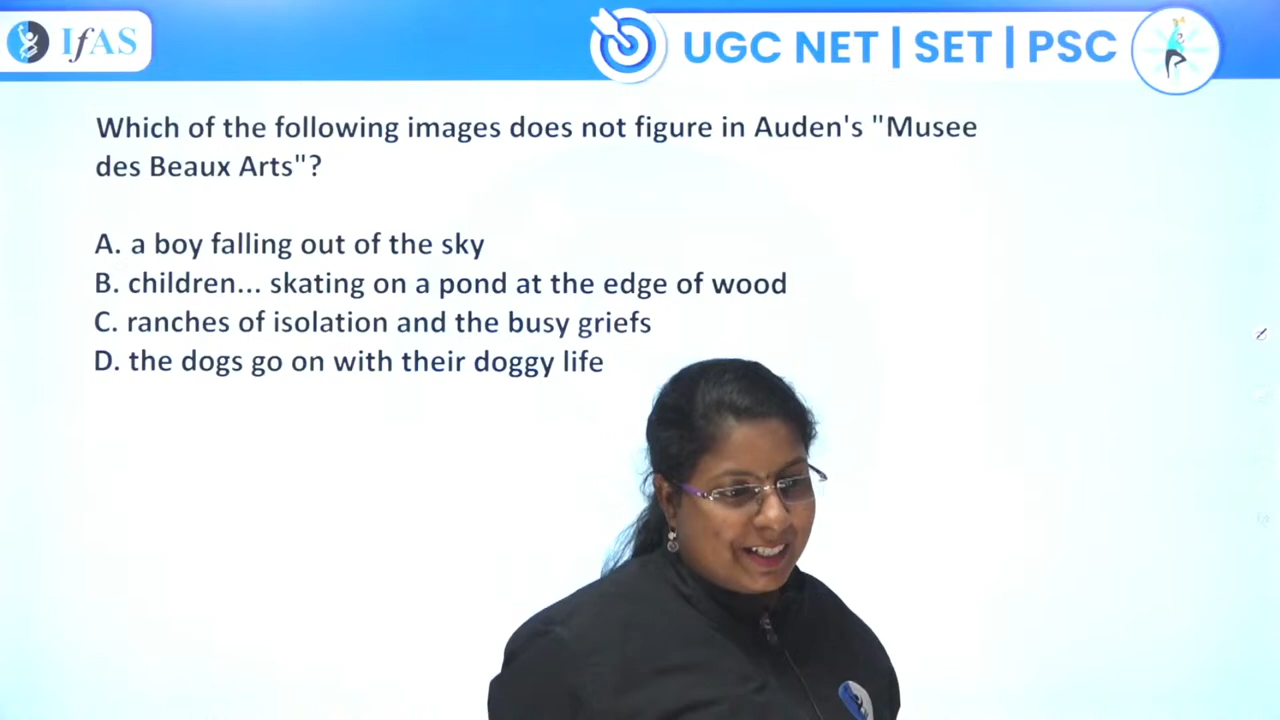 IfAS
UGC NET | SET | PSC
Which of the following images does not figure in Auden's "Musee
des Beaux Arts"?
A. a boy falling out of the sky
B. children... skating on a pond at the edge of wood
C. ranches of isolation and the busy griefs
D. the dogs go on with their doggy life